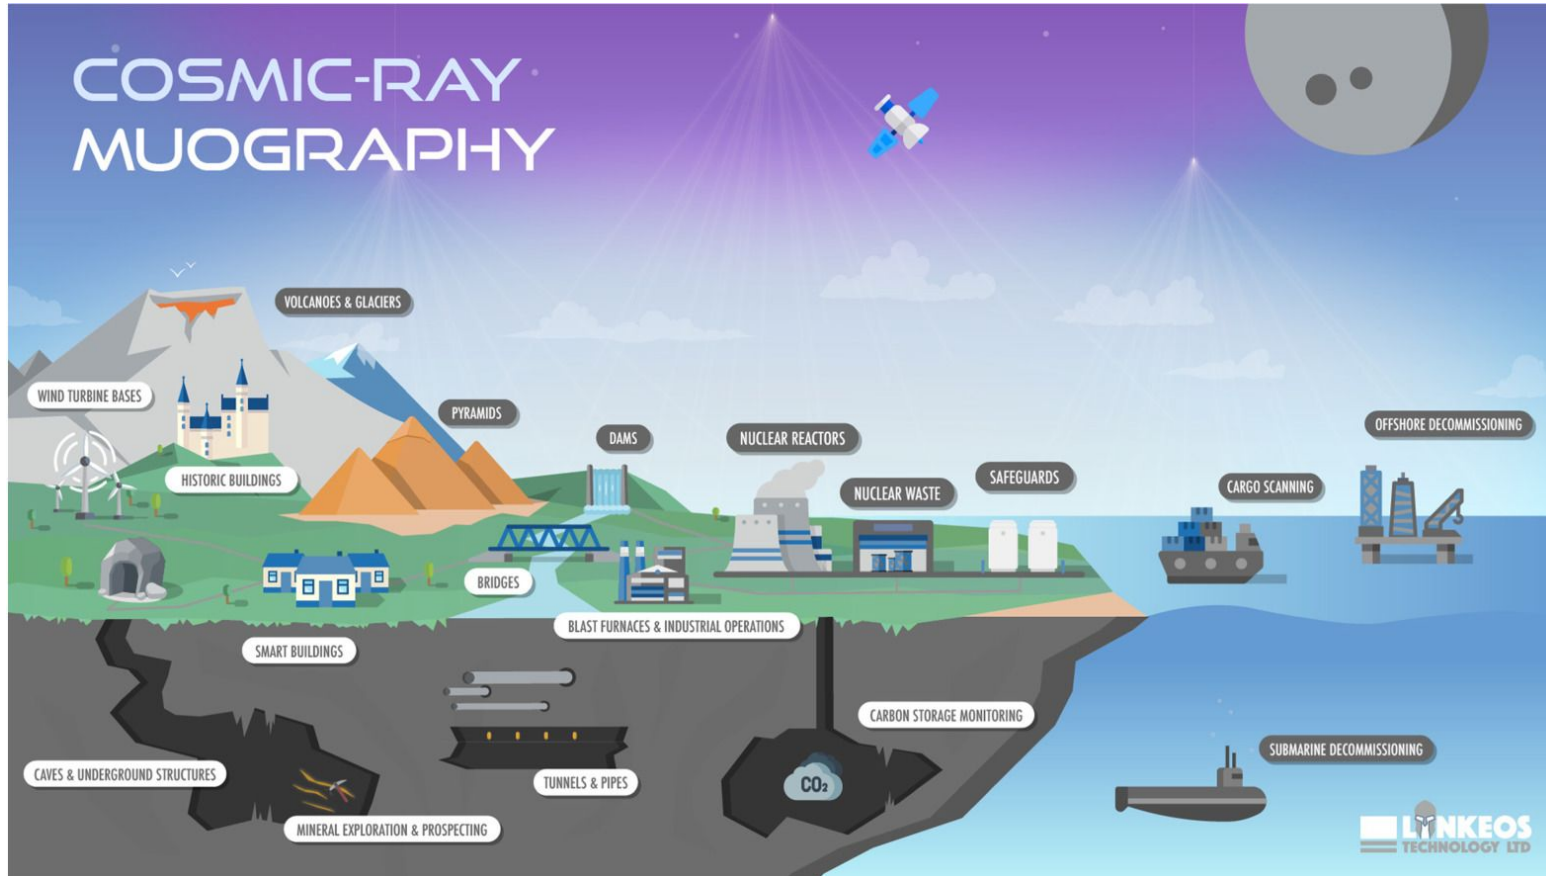 COSMIC-RAY
MUOGRAPHY
VOLCANOES & GLACIERS
WIND TURBINE BASES
PYRAMIDS
HISTORIC BUILDINGS
DAMS
NUCLEAR REACTORS
NUCLEAR WASTE
SAFEGUARDS
CARGO SCANNING
OFFSHORE DECOMMISSIONING
BRIDGES
SMART BUILDINGS
BLAST FURNACES & INDUSTRIAL OPERATIONS
CARBON STORAGE MONITORING
CAVES & UNDERGROUND STRUCTURES
TUNNELS & PIPES
CO₂
SUBMARINE DECOMMISSIONING
MINERAL EXPLORATION & PROSPECTING
LYNKEOS
TECHNOLOGY LTD